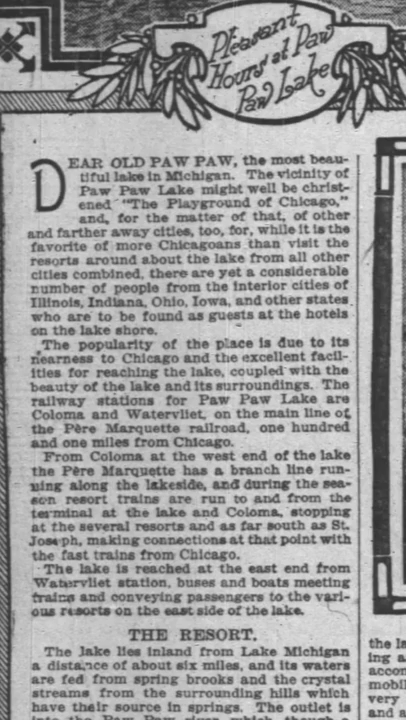 Pleasant
Hours at Paw
Paw Lake
DEAR OLD PAW PAW, the most beau-
tiful lake in Michigan. The vicinity of
Paw Paw Lake might well be christ-
ened "The Playground of Chicago,"
and, for the matter of that, of other
and farther away cities, too, for, while it is the
favorite of more Chicagoans than visit the
resorts around about the lake from all other
cities combined, there are yet a considerable
number of people from the interior cities of
Illinois, Indiana, Ohio, Iowa, and other states
who are to be found as guests at the hotels
on the lake shore.
The popularity of the place is due to its
nearness to Chicago and the excellent facil-
ities for reaching the lake, coupled with the
beauty of the lake and its surroundings. The
railway stations for Paw Paw Lake are
Coloma and Watervliet, on the main line of
the Père Marquette railroad, one hundred
and one miles from Chicago.
From Coloma at the west end of the lake
the Père Marquette has a branch line run-
ning along the lakeside, and during the sea-
son resort trains are run to and from the
terminal at the lake and Coloma, stopping
at the several resorts and as far south as St.
Joseph, making connections at that point with
the fast trains from Chicago.
The lake is reached at the east end from
Watervliet station, buses and boats meeting
trains and conveying passengers to the vari-
ous resorts on the east side of the lake.
THE RESORT.
The lake lies inland from Lake Michigan
a distance of about six miles, and its waters
are fed from spring brooks and the crystal
streams from the surrounding hills which
have their source in springs. The outlet is
the la
ing a
accom
mobil
very
and a